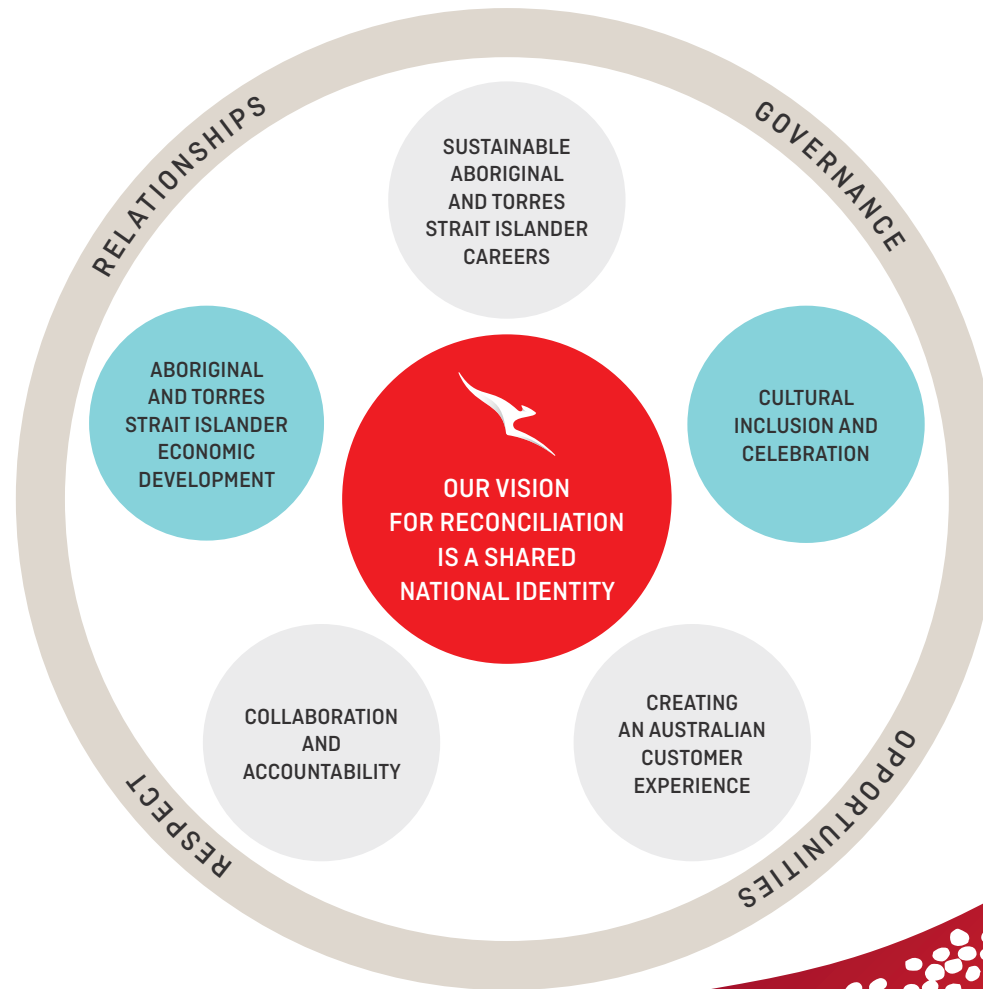 RELATIONSHIPS
GOVERNANCE
SUSTAINABLE
ABORIGINAL
AND TORRES
STRAIT ISLANDER
CAREERS
ABORIGINAL
AND TORRES
STRAIT ISLANDER
ECONOMIC
DEVELOPMENT
CULTURAL
INCLUSION AND
CELEBRATION
OUR VISION
FOR RECONCILIATION
IS A SHARED
NATIONAL IDENTITY
COLLABORATION
AND
ACCOUNTABILITY
CREATING
AN AUSTRALIAN
CUSTOMER
EXPERIENCE
RESPECT
OPPORTUNITIES